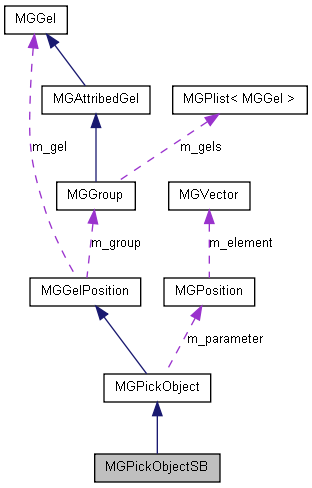 MGGel
MGAttribedGel
MGPlist< MGGel >
m_gel
m_gels
MGGroup
MGVector
m_group
m_element
MGGelPosition
MGPosition
m_parameter
MGPickObject
MGPickObjectSB